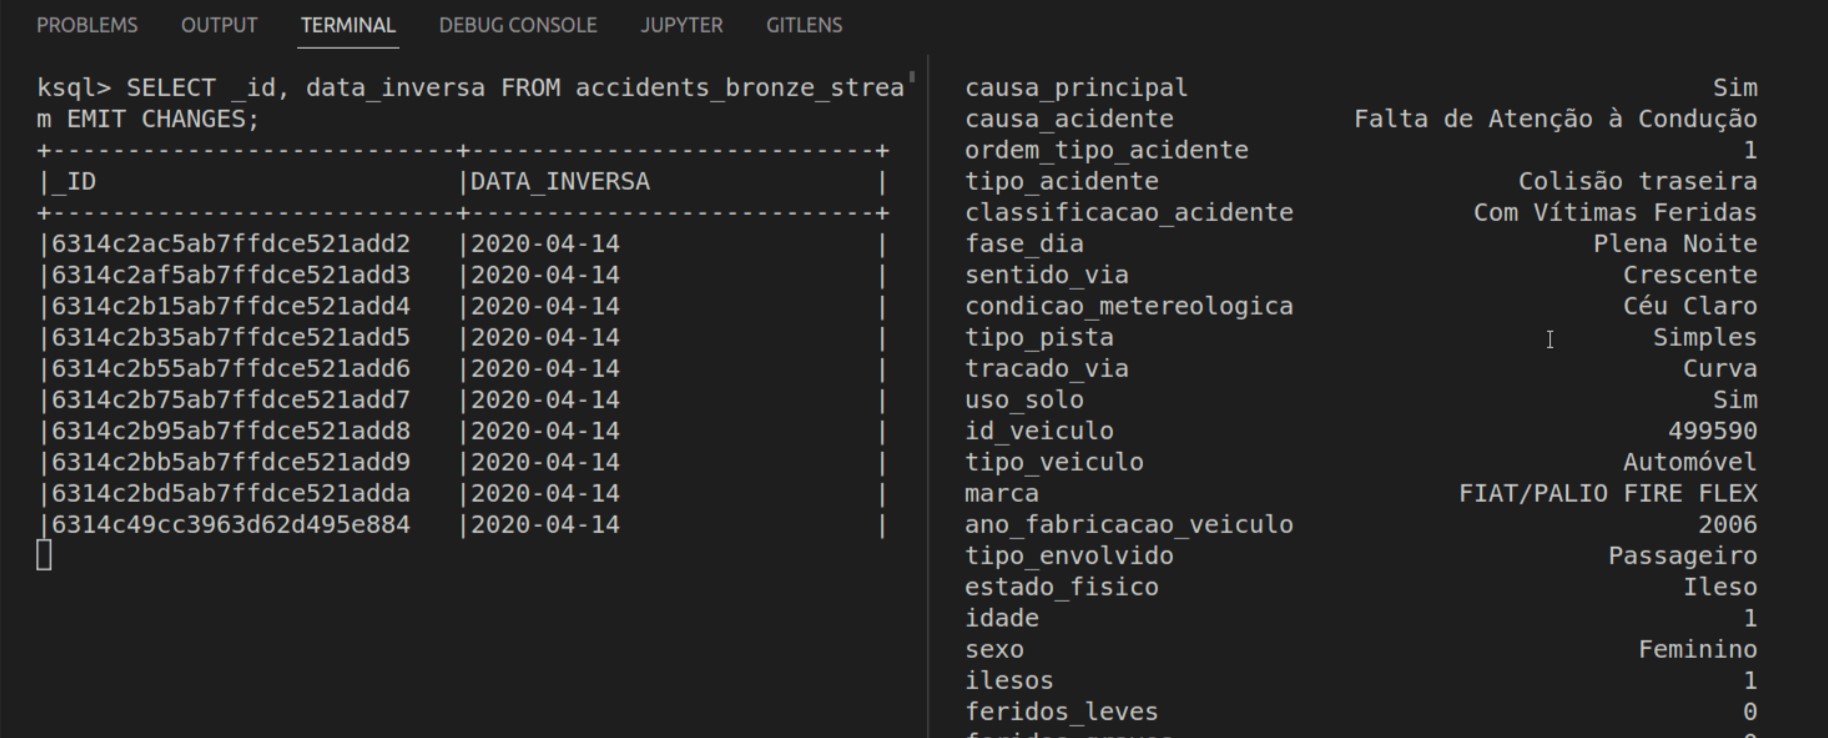 PROBLEMS OUTPUT TERMINAL DEBUG CONSOLE JUPYTER GITLENS
ksql> SELECT _id, data_inversa FROM accidents_bronze_strea
m EMIT CHANGES;
+---------------------------+---------------------------+
|_ID |DATA_INVERSA |
+---------------------------+---------------------------+
|6314c2ac5ab7ffdce521add2 |2020-04-14 |
|6314c2af5ab7ffdce521add3 |2020-04-14 |
|6314c2b15ab7ffdce521add4 |2020-04-14 |
|6314c2b35ab7ffdce521add5 |2020-04-14 |
|6314c2b55ab7ffdce521add6 |2020-04-14 |
|6314c2b75ab7ffdce521add7 |2020-04-14 |
|6314c2b95ab7ffdce521add8 |2020-04-14 |
|6314c2bb5ab7ffdce521add9 |2020-04-14 |
|6314c2bd5ab7ffdce521adda |2020-04-14 |
|6314c49cc3963d62d495e884 |2020-04-14 |
causa_principal Sim
causa_acidente Falta de Atenção à Condução
ordem_tipo_acidente 1
tipo_acidente Colisão traseira
classificacao_acidente Com Vítimas Feridas
fase_dia Plena Noite
sentido_via Crescente
condicao_metereologica Céu Claro
tipo_pista Simples
tracado_via Curva
uso_solo Sim
id_veiculo 499590
tipo_veiculo Automóvel
marca FIAT/PALIO FIRE FLEX
ano_fabricacao_veiculo 2006
tipo_envolvido Passageiro
estado_fisico Ileso
idade 1
sexo Feminino
ilesos 1
feridos_leves 0